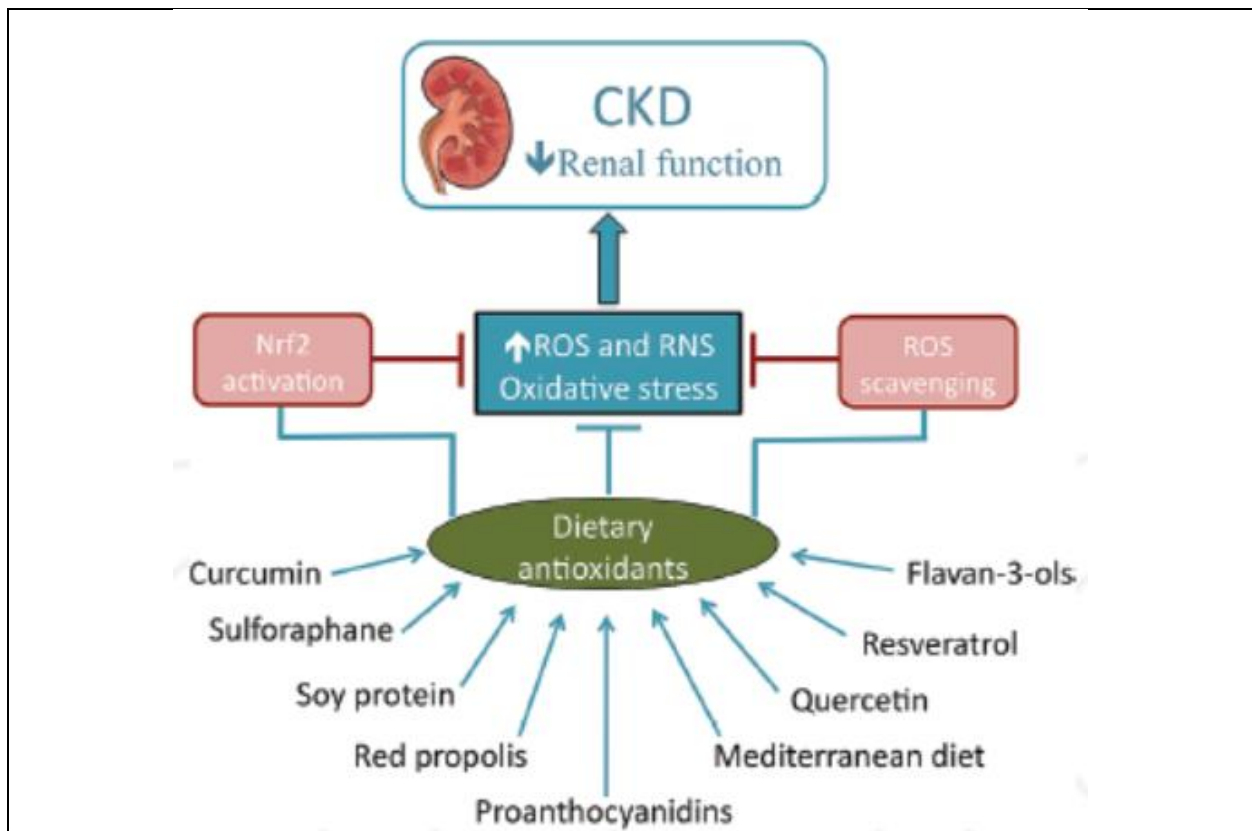 CKD
↓Renal function
Nrf2
activation
↑ROS and RNS
Oxidative stress
ROS
scavenging
Dietary
antioxidants
Curcumin
Flavan-3-ols
Sulforaphane
Resveratrol
Soy protein
Quercetin
Red propolis
Mediterranean diet
Proanthocyanidins